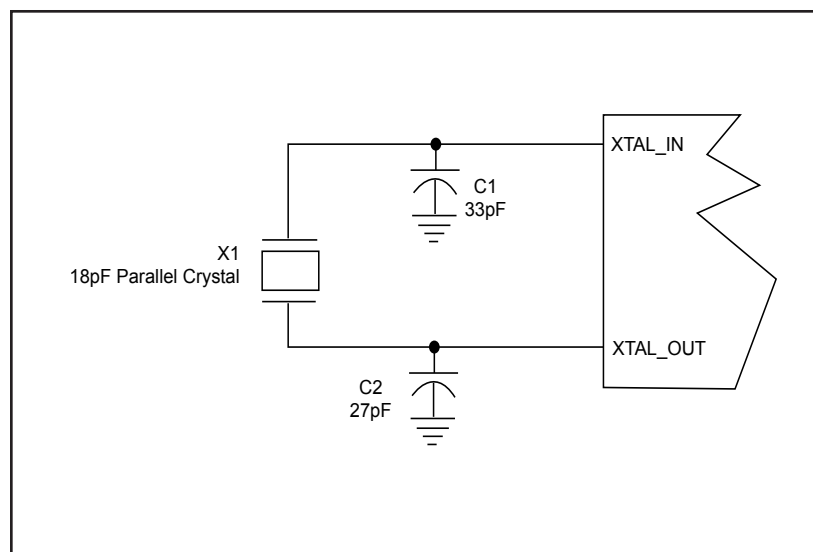 XTAL_IN
C1
33pF
X1
18pF Parallel Crystal
XTAL_OUT
C2
27pF